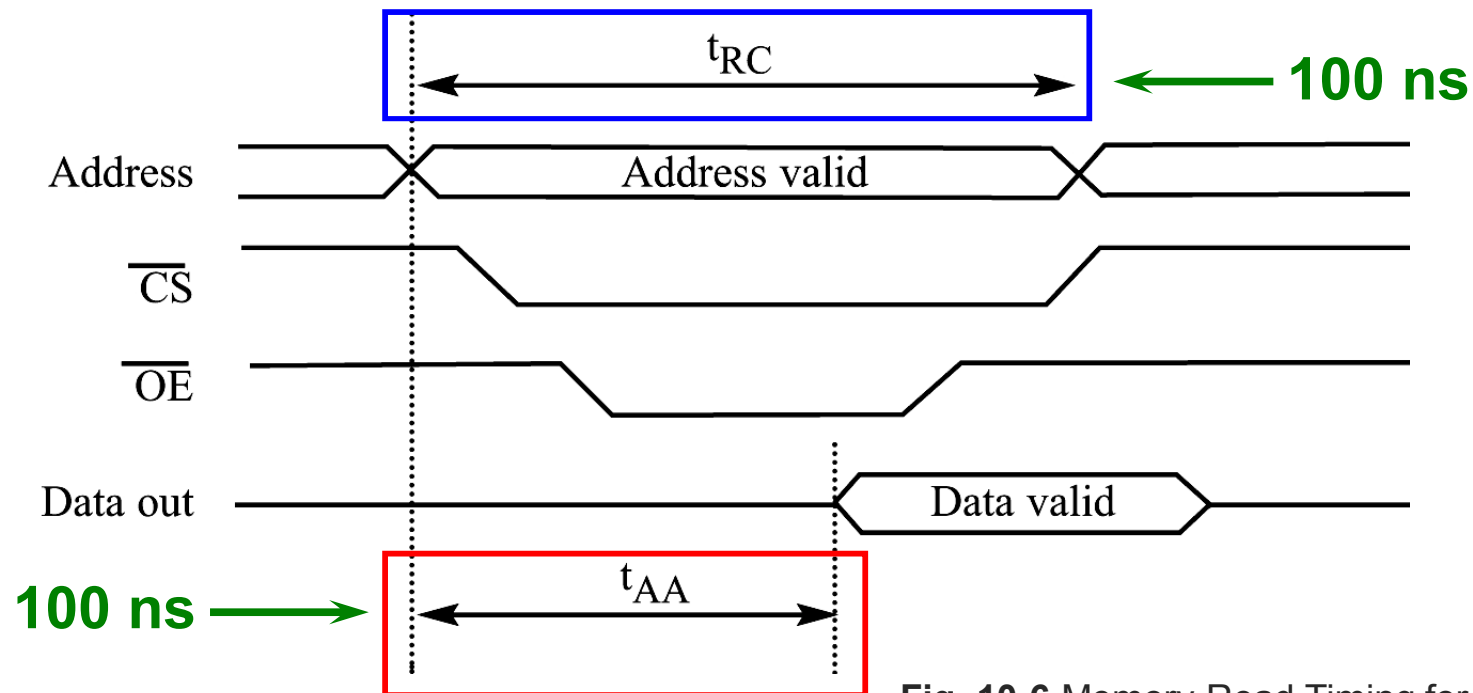 tRC
100 ns
Address
Address valid
CS
OE
Data out
Data valid
tAA
100 ns
Fig. 10-6 Memory Read Timing for